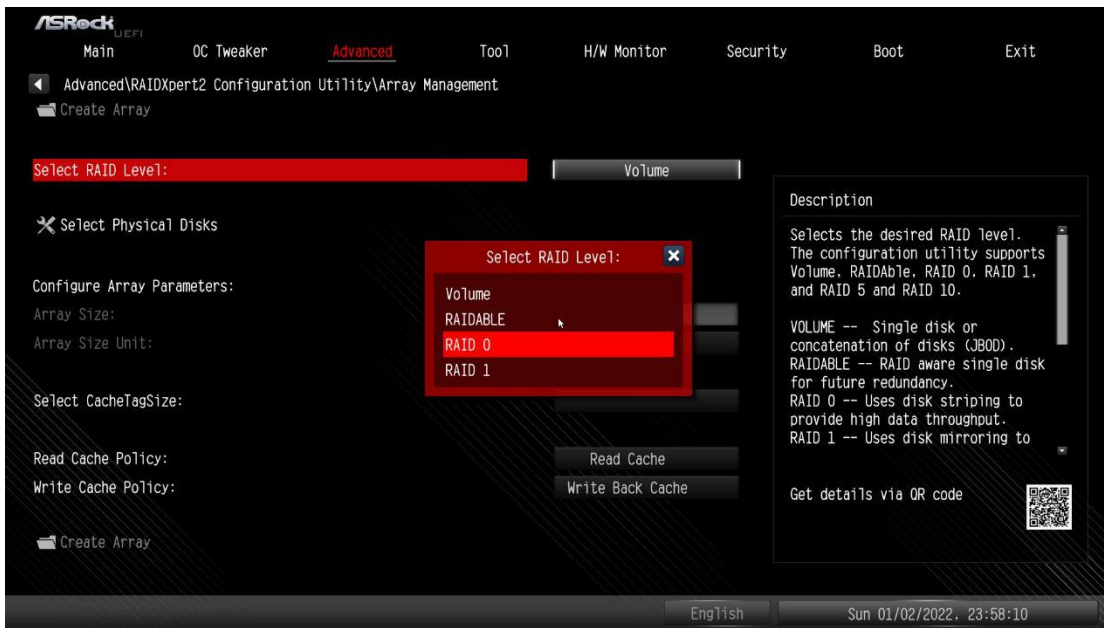 ASRock UEFI
Main OC Tweaker Advanced Tool H/W Monitor Security Boot Exit
Advanced\RAIDXpert2 Configuration Utility\Array Management
Create Array
Select RAID Level: Volume
Select Physical Disks
Configure Array Parameters:
Array Size:
Array Size Unit:
Select CacheTagSize:
Read Cache Policy: Read Cache
Write Cache Policy: Write Back Cache
Create Array
Select RAID Level:
Volume
RAIDABLE
RAID 0
RAID 1
Description
Selects the desired RAID level.
The configuration utility supports
Volume, RAIDAble, RAID 0, RAID 1,
and RAID 5 and RAID 10.
VOLUME -- Single disk or
concatenation of disks (JBOD).
RAIDABLE -- RAID aware single disk
for future redundancy.
RAID 0 -- Uses disk striping to
provide high data throughput.
RAID 1 -- Uses disk mirroring to
Get details via QR code
English Sun 01/02/2022, 23:58:10